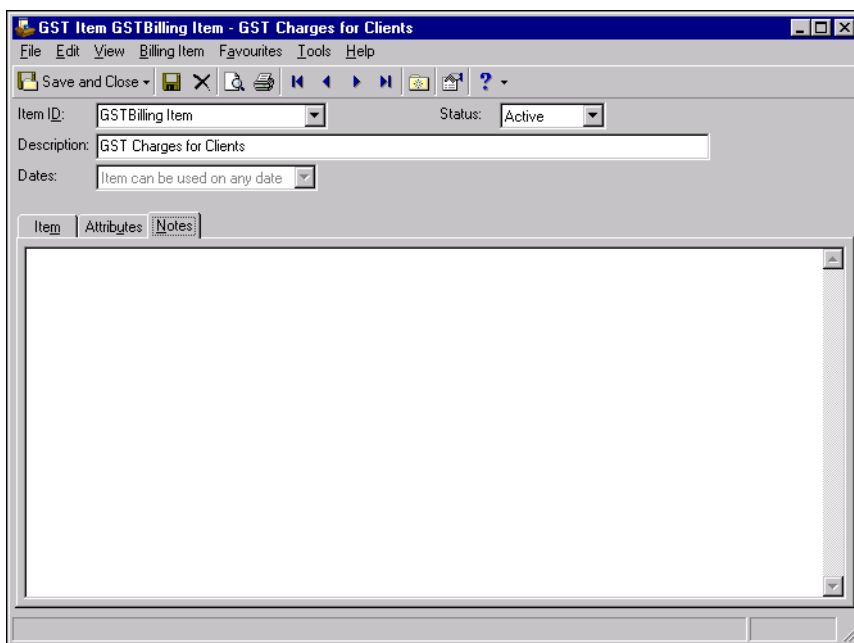 GST Item GSTBilling Item - GST Charges for Clients
File Edit View Billing Item Favourites Tools Help
Save and Close ?
Item ID: GSTBilling Item Status: Active
Description: GST Charges for Clients
Dates: Item can be used on any date
Item Attributes Notes